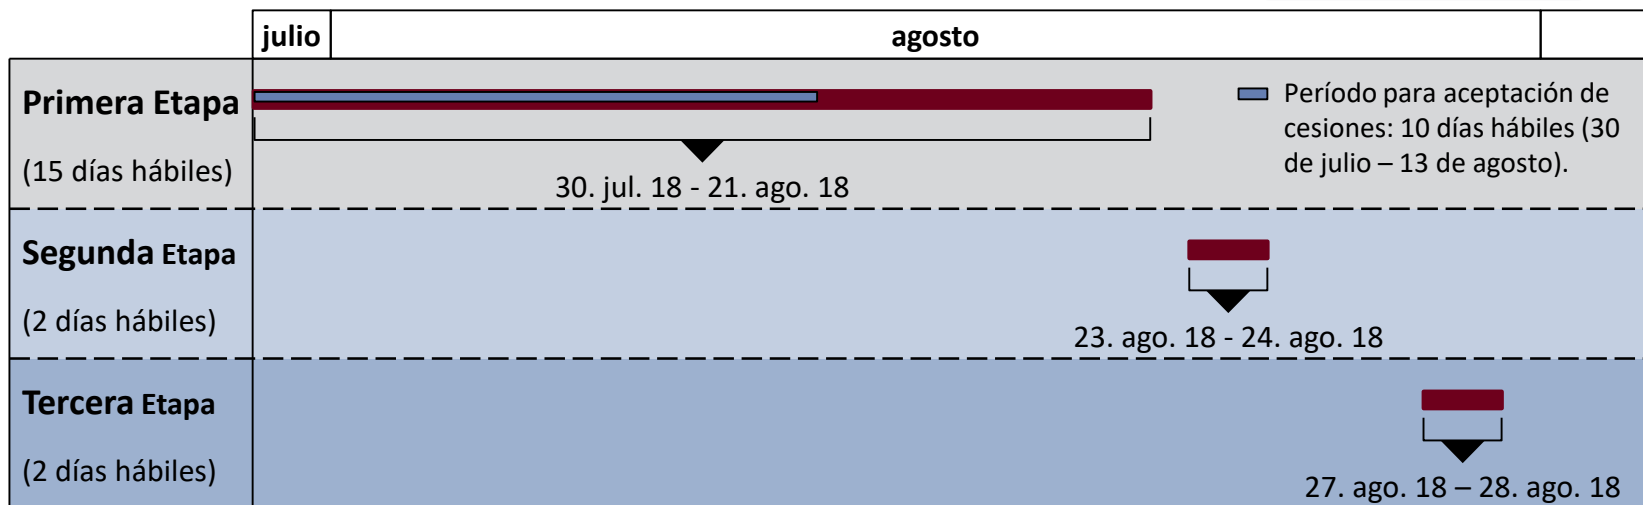 julio
agosto
Primera Etapa
(15 días hábiles)
30. jul. 18 - 21. ago. 18
Período para aceptación de
cesiones: 10 días hábiles (30
de julio – 13 de agosto).
Segunda Etapa
(2 días hábiles)
23. ago. 18 - 24. ago. 18
Tercera Etapa
(2 días hábiles)
27. ago. 18 – 28. ago. 18